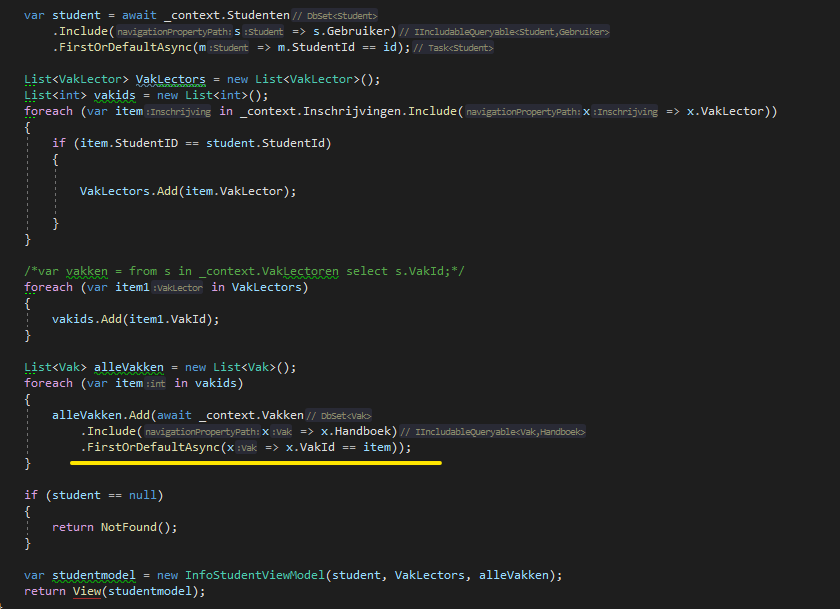 var student = await _context.Studenten // DbSet<Student>
.Include(navigationPropertyPath: s :Student => s.Gebruiker) // IIncludableQueryable<Student,Gebruiker>
.FirstOrDefaultAsync(m :Student => m.StudentId == id); // Task<Student>
List<VakLector> VakLectors = new List<VakLector>();
List<int> vakids = new List<int>();
foreach (var item :Inschrijving in _context.Inschrijvingen.Include(navigationPropertyPath: x :Inschrijving => x.VakLector))
{
if (item.StudentID == student.StudentId)
{
VakLectors.Add(item.VakLector);
}
}
/*var vakken = from s in _context.VakLectoren select s.VakId;*/
foreach (var item1 :VakLector in VakLectors)
{
vakids.Add(item1.VakId);
}
List<Vak> alleVakken = new List<Vak>();
foreach (var item :int in vakids)
{
alleVakken.Add(await _context.Vakken // DbSet<Vak>
.Include(navigationPropertyPath: x :Vak => x.Handboek) // IIncludableQueryable<Vak,Handboek>
.FirstOrDefaultAsync(x :Vak => x.VakId == item));
}
if (student == null)
{
return NotFound();
}
var studentmodel = new InfoStudentViewModel(student, VakLectors, alleVakken);
return View(studentmodel);